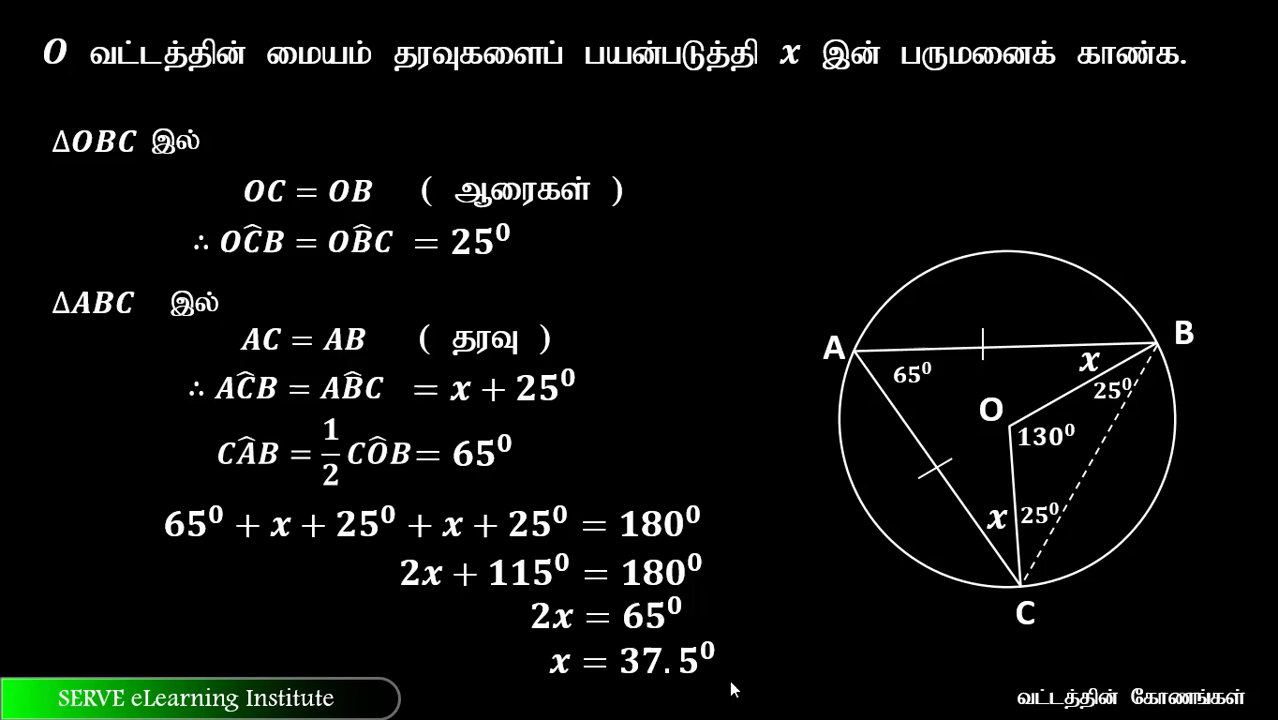 O வட்டத்தின் மையம் தரவுகளைப் பயன்படுத்தி x இன் பருமனைக் காண்க.
ΔOBC இல்
OC = OB ( ஆரைகள் )
∴ OĈB = OB̂C = 25⁰
ΔABC இல்
AC = AB ( தரவு )
∴ AĈB = AB̂C = x + 25⁰
CÂB = 1/2 CÔB = 65⁰
65⁰ + x + 25⁰ + x + 25⁰ = 180⁰
2x + 115⁰ = 180⁰
2x = 65⁰
x = 37.5⁰
A
B
65⁰
x
25⁰
O
130⁰
x
25⁰
C
SERVE eLearning Institute
வட்டத்தின் கோணங்கள்